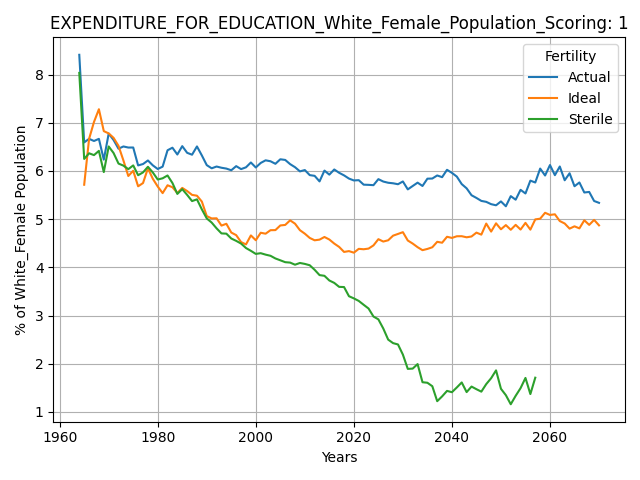 EXPENDITURE_FOR_EDUCATION_White_Female_Population_Scoring: 1
% of White_Female Population
8
7
6
5
4
3
2
1
Fertility
Actual
Ideal
Sterile
1960 1980 2000 2020 2040 2060
Years